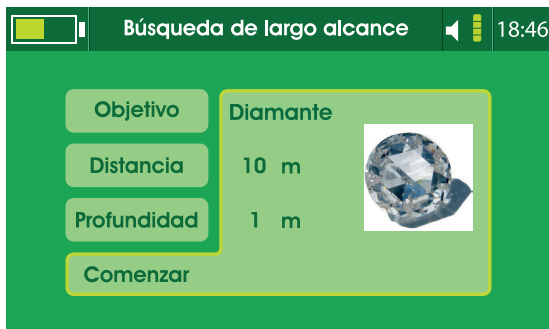 Búsqueda de largo alcance 18:46
Objetivo Diamante
Distancia 10 m
Profundidad 1 m
Comenzar